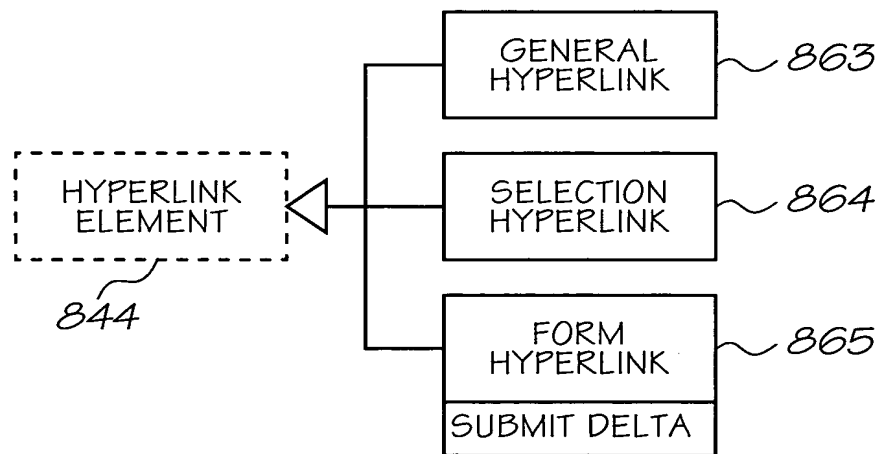 GENERAL
HYPERLINK
863
HYPERLINK
ELEMENT
844
SELECTION
HYPERLINK
864
FORM
HYPERLINK
865
SUBMIT DELTA